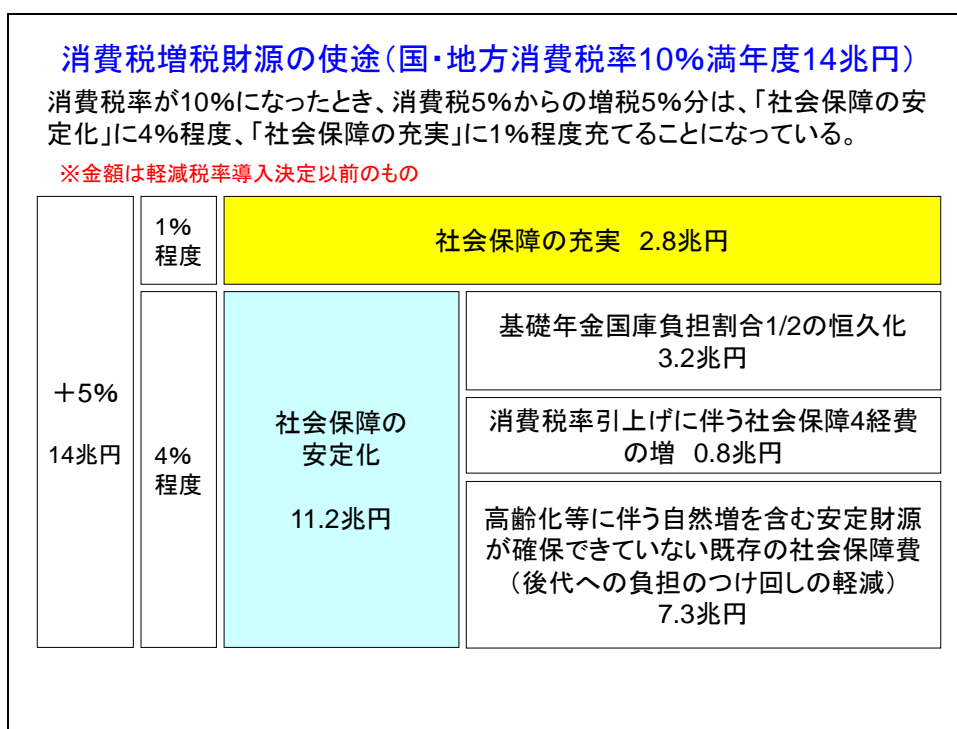 消費税増税財源の使途（国・地方消費税率10%満年度14兆円）
消費税率が10%になったとき、消費税5%からの増税5%分は、「社会保障の安
定化」に4%程度、「社会保障の充実」に1%程度充てることになっている。
※金額は軽減税率導入決定以前のもの
＋5%
14兆円
1%
程度
社会保障の充実 2.8兆円
4%
程度
社会保障の
安定化
11.2兆円
基礎年金国庫負担割合1/2の恒久化
3.2兆円
消費税率引上げに伴う社会保障4経費
の増 0.8兆円
高齢化等に伴う自然増を含む安定財源
が確保できていない既存の社会保障費
（後代への負担のつけ回しの軽減）
7.3兆円